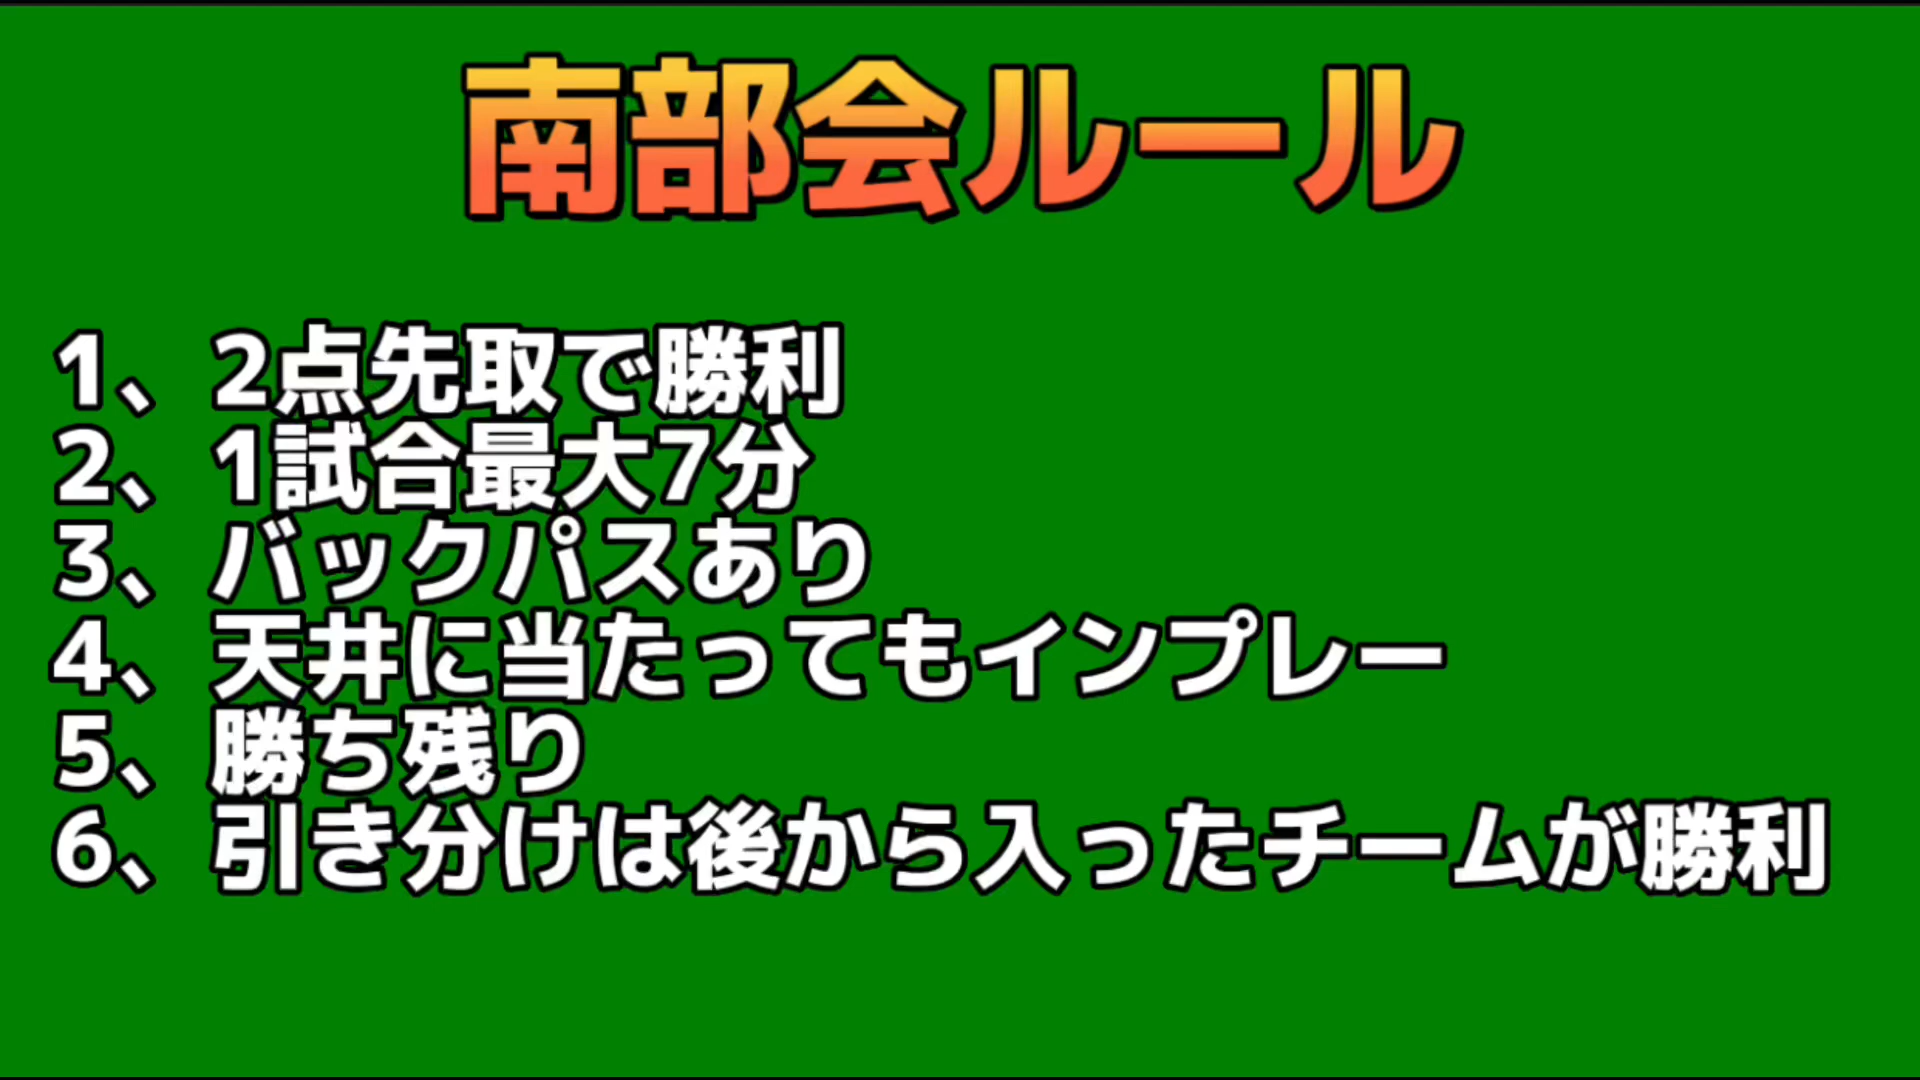 南部会ルール
1、2点先取で勝利
2、1試合最大7分
3、バックパスあり
4、天井に当たってもインプレー
5、勝ち残り
6、引き分けは後から入ったチームが勝利